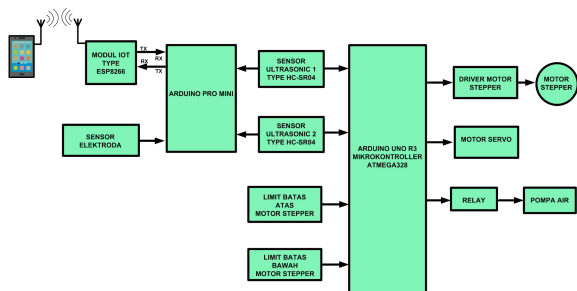 MODUL IOT
TYPE
ESP8266
TX
RX
RX
TX
ARDUINO PRO MINI
SENSOR
ELEKTRODA
SENSOR
ULTRASONIC 1
TYPE HC-SR04
SENSOR
ULTRASONIC 2
TYPE HC-SR04
LIMIT BATAS
ATAS
MOTOR STEPPER
LIMIT BATAS
BAWAH
MOTOR STEPPER
ARDUINO UNO R3
MIKROKONTROLLER
ATMEGA328
DRIVER MOTOR
STEPPER
MOTOR
STEPPER
MOTOR SERVO
RELAY
POMPA AIR